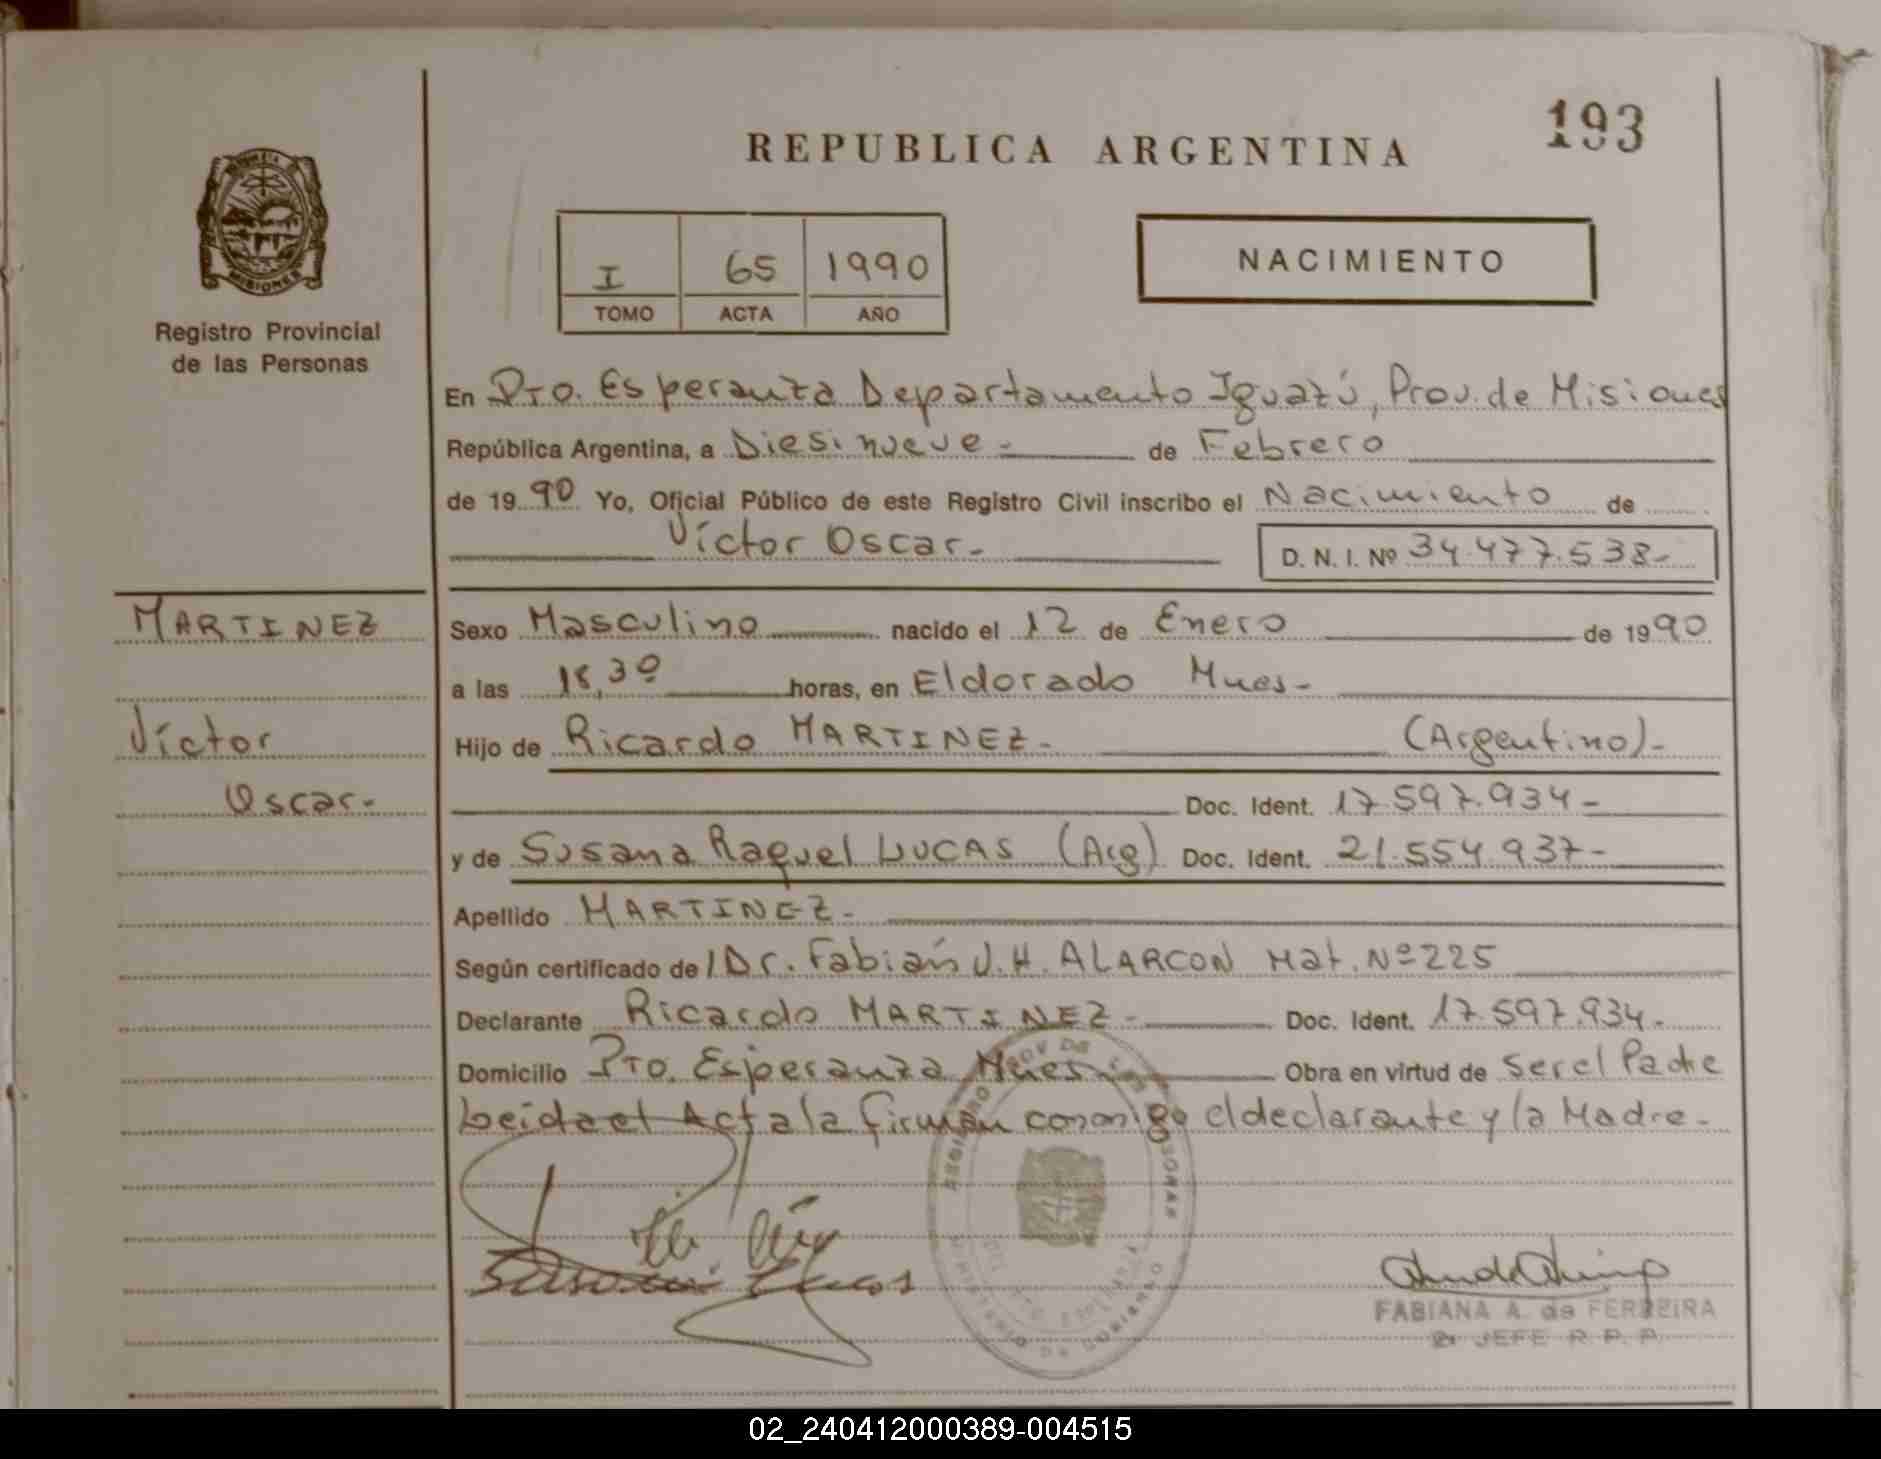 193
REPUBLICA ARGENTINA
MISIONES
Registro Provincial
de las Personas
I 65 1990
TOMO ACTA AÑO
NACIMIENTO
En Pto. Esperanza Departamento Iguazú, Prov. de Misiones
República Argentina, a Diesinueve - de Febrero
de 1990 Yo, Oficial Público de este Registro Civil inscribo el Nacimiento de
Víctor Oscar.- D. N. I. Nº 34.477.538-
MARTINEZ
Víctor
Oscar.-
Sexo Masculino nacido el 12 de Enero de 1990
a las 18,30 horas, en Eldorado Mnes-
Hijo de Ricardo MARTINEZ- (Argentino)-
Doc. Ident. 17.597.934-
y de Susana Raquel LUCAS (Arg) Doc. Ident. 21.554.937-
Apellido MARTINEZ-
Según certificado de / Dr. Fabián J. H. ALARCON Mat. Nº 225
Declarante Ricardo MARTINEZ- Doc. Ident. 17.597.934-
Domicilio Pto. Esperanza Mnes- Obra en virtud de ser el Padre
Leida el Acta la firman conmigo el declarante y la Madre-
Lucas
MINISTERIO DE GOBIERNO
FABIANA A. de FERREIRA
JEFE R. P. P.
02_240412000389-004515